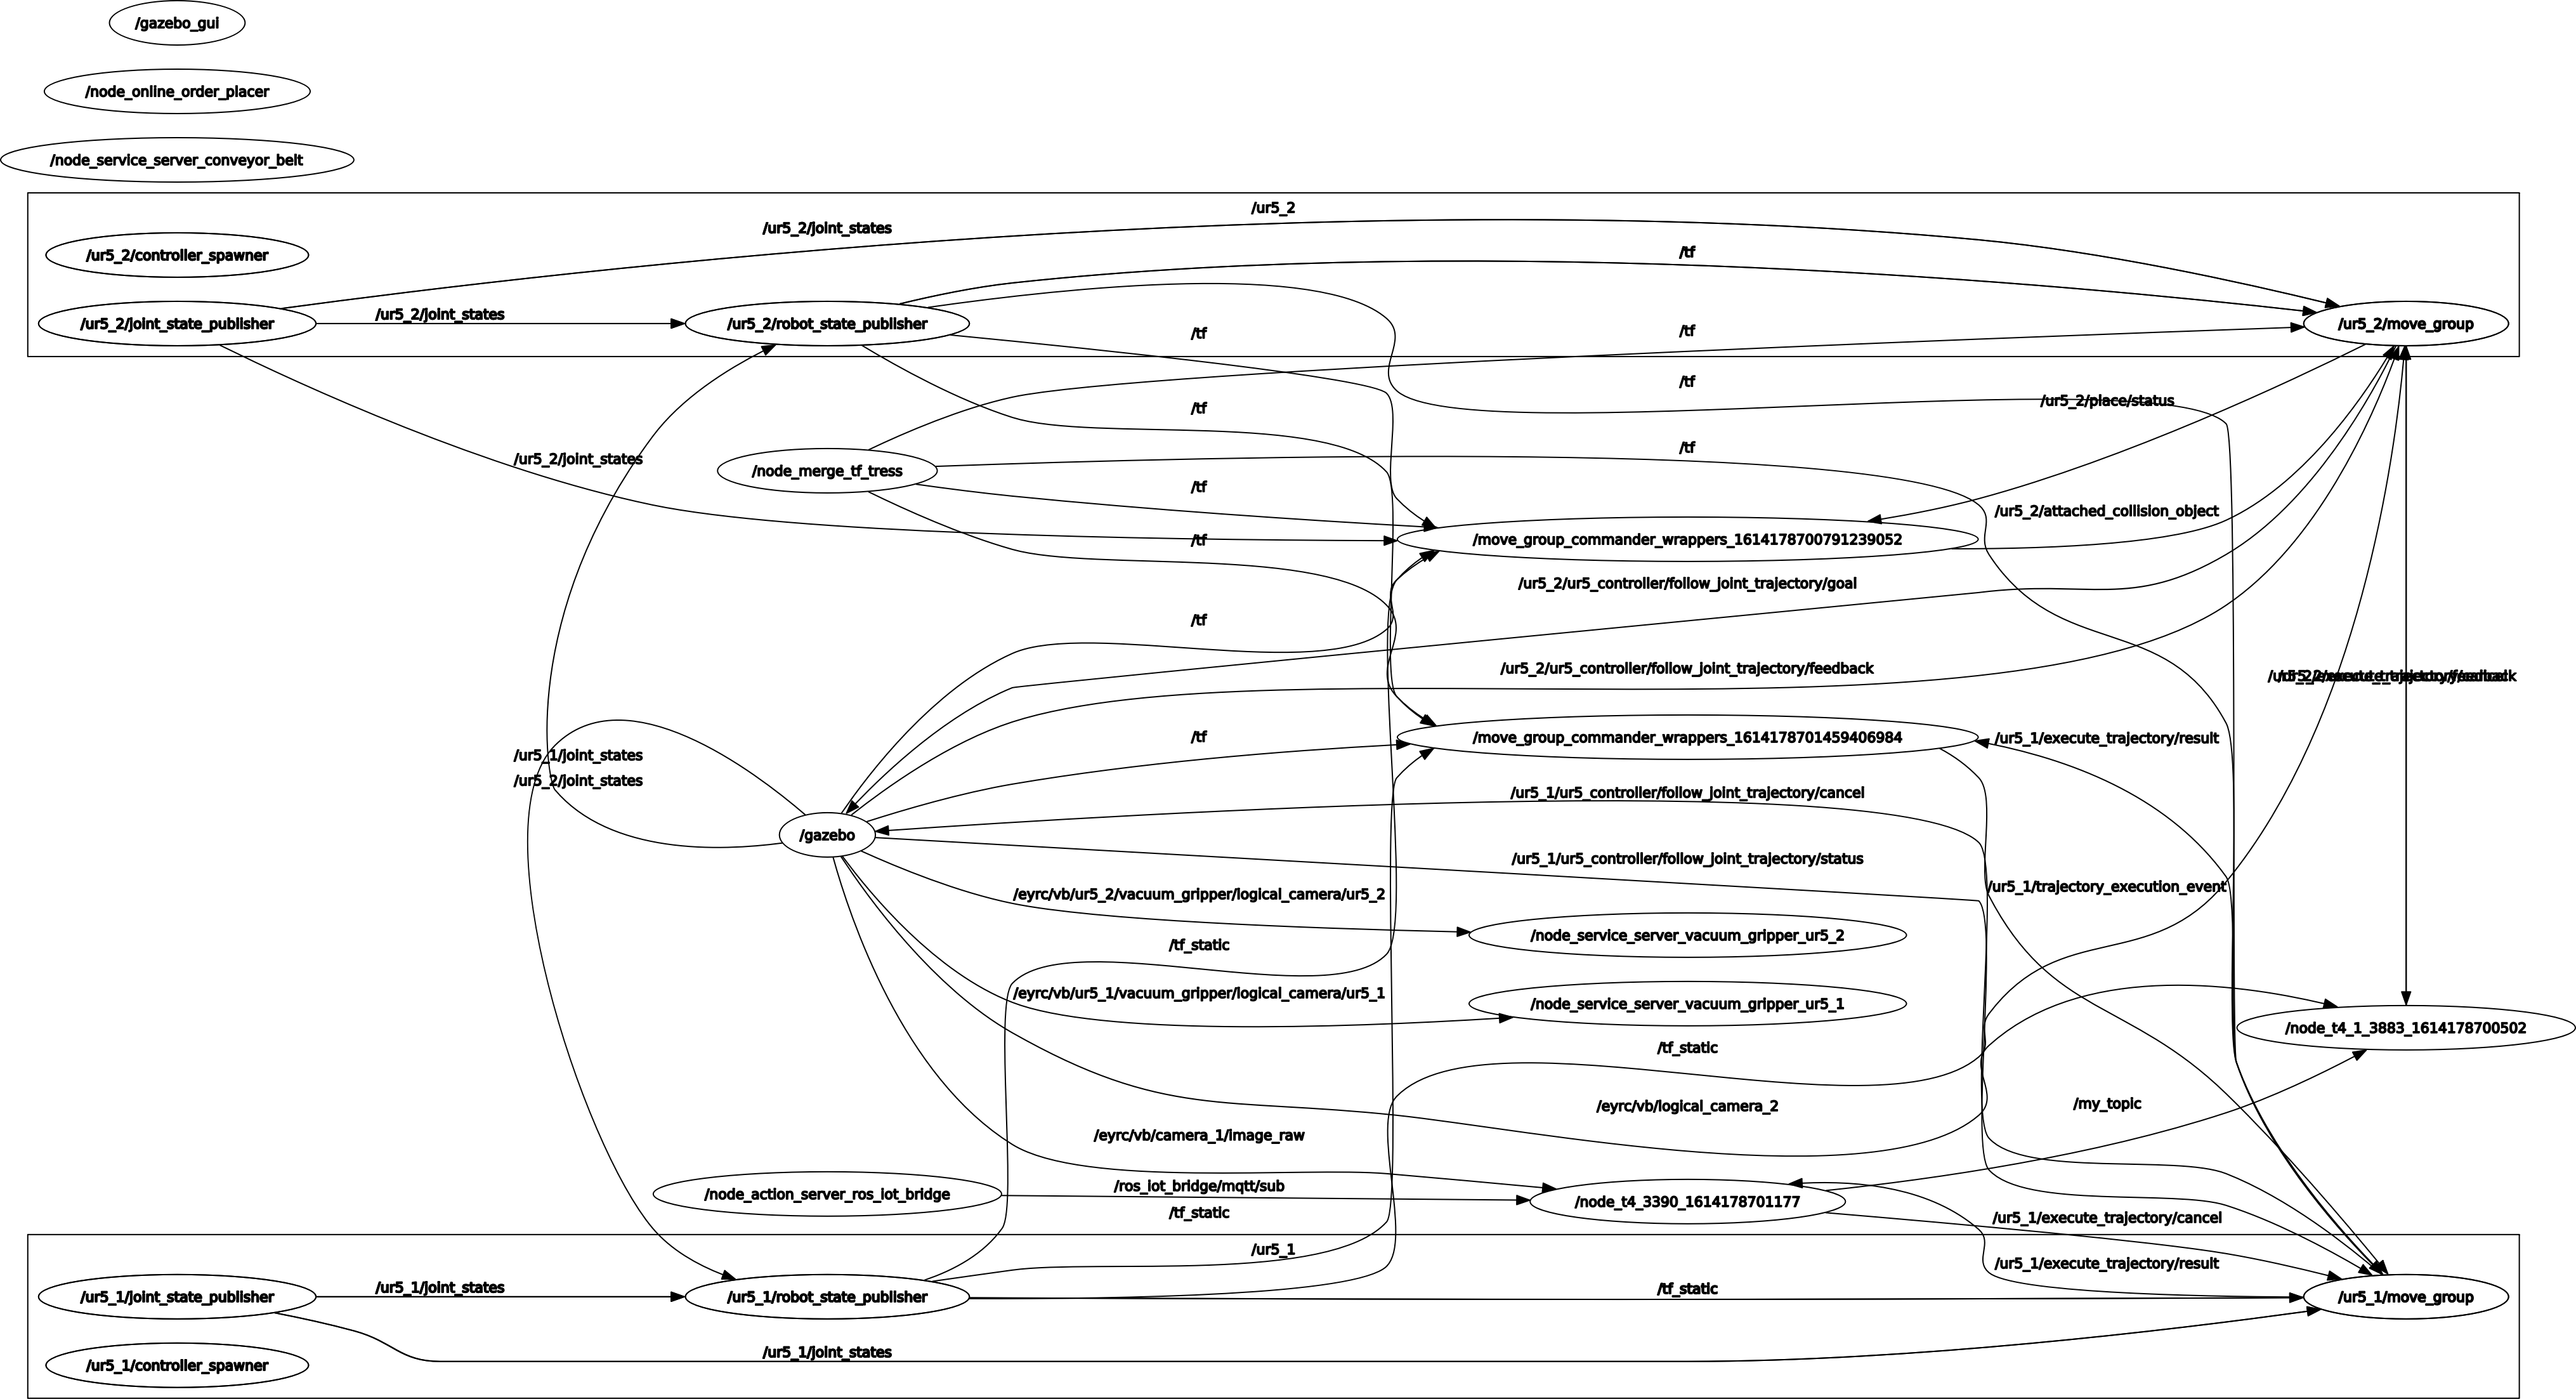 /gazebo_gui
/node_online_order_placer
/node_service_server_conveyor_belt
/ur5_2
/ur5_2/joint_states
/tf
/ur5_2/controller_spawner
/ur5_2/joint_states
/ur5_2/joint_state_publisher
/ur5_2/robot_state_publisher
/ur5_2/move_group
/tf
/tf
/tf
/ur5_2/place/status
/tf
/tf
/ur5_2/joint_states
/node_merge_tf_tress
/tf
/ur5_2/attached_collision_object
/tf
/move_group_commander_wrappers_1614178700791239052
/ur5_2/ur5_controller/follow_joint_trajectory/goal
/tf
/ur5_2/ur5_controller/follow_joint_trajectory/feedback
/tf
/move_group_commander_wrappers_1614178701459406984
/ur5_1/execute_trajectory/result
/ur5_1/joint_states
/ur5_2/joint_states
/ur5_1/ur5_controller/follow_joint_trajectory/cancel
/gazebo
/ur5_1/ur5_controller/follow_joint_trajectory/status
/ur5_1/trajectory_execution_event
/eyrc/vb/ur5_2/vacuum_gripper/logical_camera/ur5_2
/node_service_server_vacuum_gripper_ur5_2
/tf_static
/eyrc/vb/ur5_1/vacuum_gripper/logical_camera/ur5_1
/node_service_server_vacuum_gripper_ur5_1
/node_t4_1_3883_1614178700502
/tf_static
/eyrc/vb/logical_camera_2
/my_topic
/eyrc/vb/camera_1/image_raw
/node_action_server_ros_iot_bridge
/ros_iot_bridge/mqtt/sub
/node_t4_3390_1614178701177
/tf_static
/ur5_1/execute_trajectory/cancel
/ur5_1
/ur5_1/execute_trajectory/result
/ur5_1/joint_states
/tf_static
/ur5_1/joint_state_publisher
/ur5_1/robot_state_publisher
/ur5_1/move_group
/ur5_1/joint_states
/ur5_1/controller_spawner